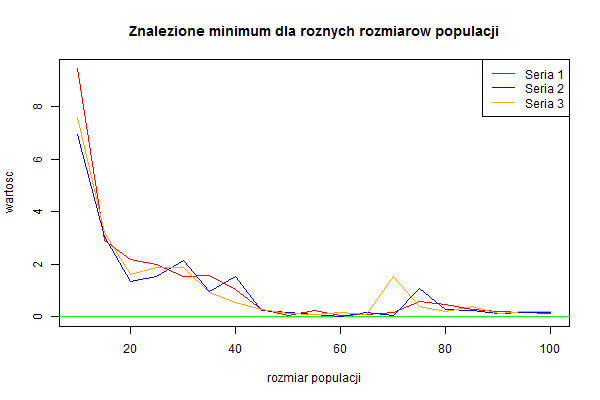 Znalezione minimum dla roznych rozmiarow populacji
Seria 1
Seria 2
Seria 3
wartosc
8
6
4
2
0
20 40 60 80 100
rozmiar populacji